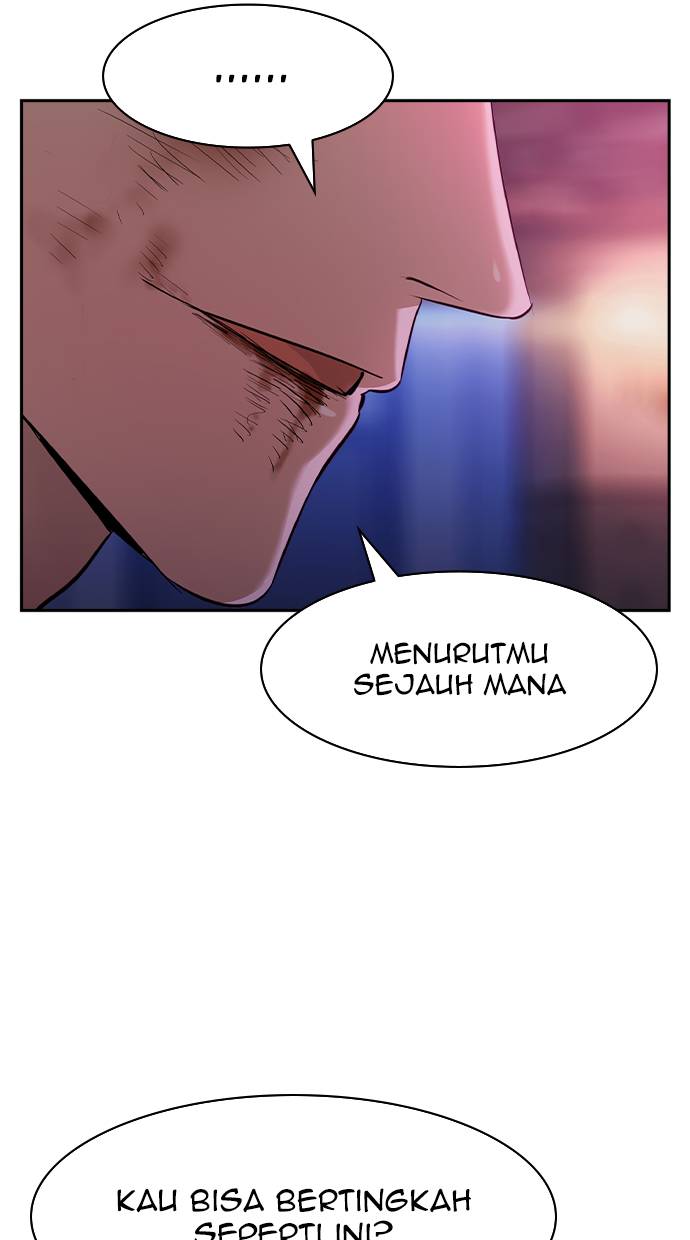 ......
MENURUTMU
SEJAUH MANA
KAU BISA BERTINGKAH
SEPERTI INI?